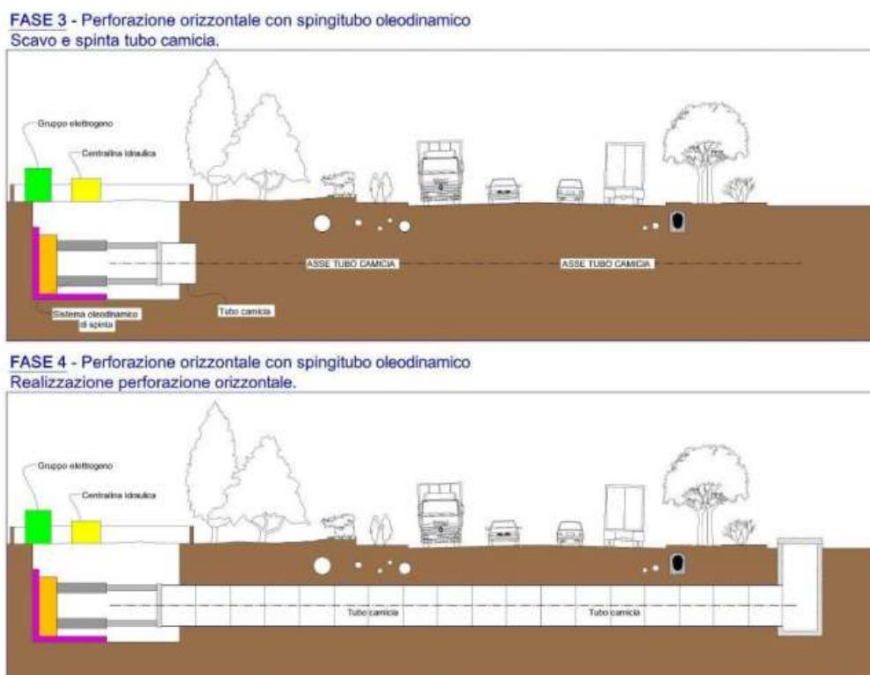 FASE 3 - Perforazione orizzontale con spingitubo oleodinamico
Scavo e spinta tubo camicia.
Gruppo elettrogeno
Centralina idraulica
ASSE TUBO CAMICIA
ASSE TUBO CAMICIA
Sistema oleodinamico
di spinta
Tubo camicia
FASE 4 - Perforazione orizzontale con spingitubo oleodinamico
Realizzazione perforazione orizzontale.
Gruppo elettrogeno
Centralina idraulica
Tubo camicia
Tubo camicia